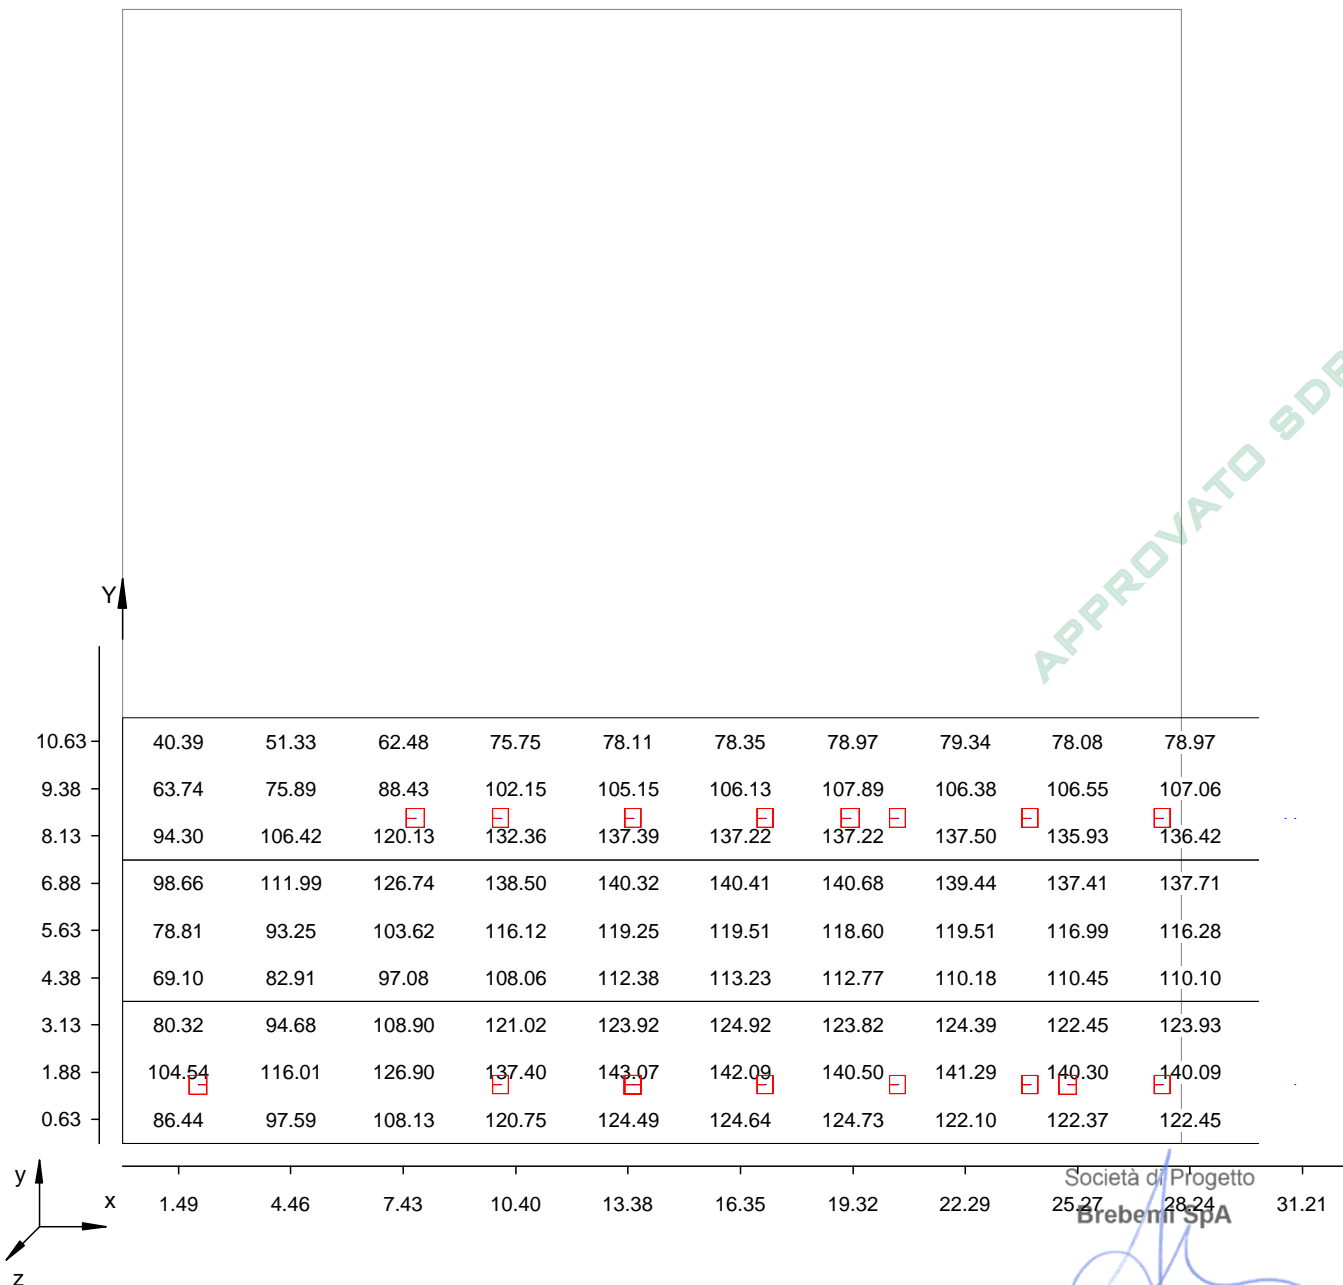 APPROVATO SDP
Y
10.63 40.39 51.33 62.48 75.75 78.11 78.35 78.97 79.34 78.08 78.97
9.38 63.74 75.89 88.43 102.15 105.15 106.13 107.89 106.38 106.55 107.06
8.13 94.30 106.42 120.13 132.36 137.39 137.22 137.22 137.50 135.93 136.42
6.88 98.66 111.99 126.74 138.50 140.32 140.41 140.68 139.44 137.41 137.71
5.63 78.81 93.25 103.62 116.12 119.25 119.51 118.60 119.51 116.99 116.28
4.38 69.10 82.91 97.08 108.06 112.38 113.23 112.77 110.18 110.45 110.10
3.13 80.32 94.68 108.90 121.02 123.92 124.92 123.82 124.39 122.45 123.93
1.88 104.54 116.01 126.90 137.40 143.07 142.09 140.50 141.29 140.30 140.09
0.63 86.44 97.59 108.13 120.75 124.49 124.64 124.73 122.10 122.37 122.45
y
x
z
1.49 4.46 7.43 10.40 13.38 16.35 19.32 22.29 25.27 28.24 31.21
Società di Progetto
Brebemi SpA